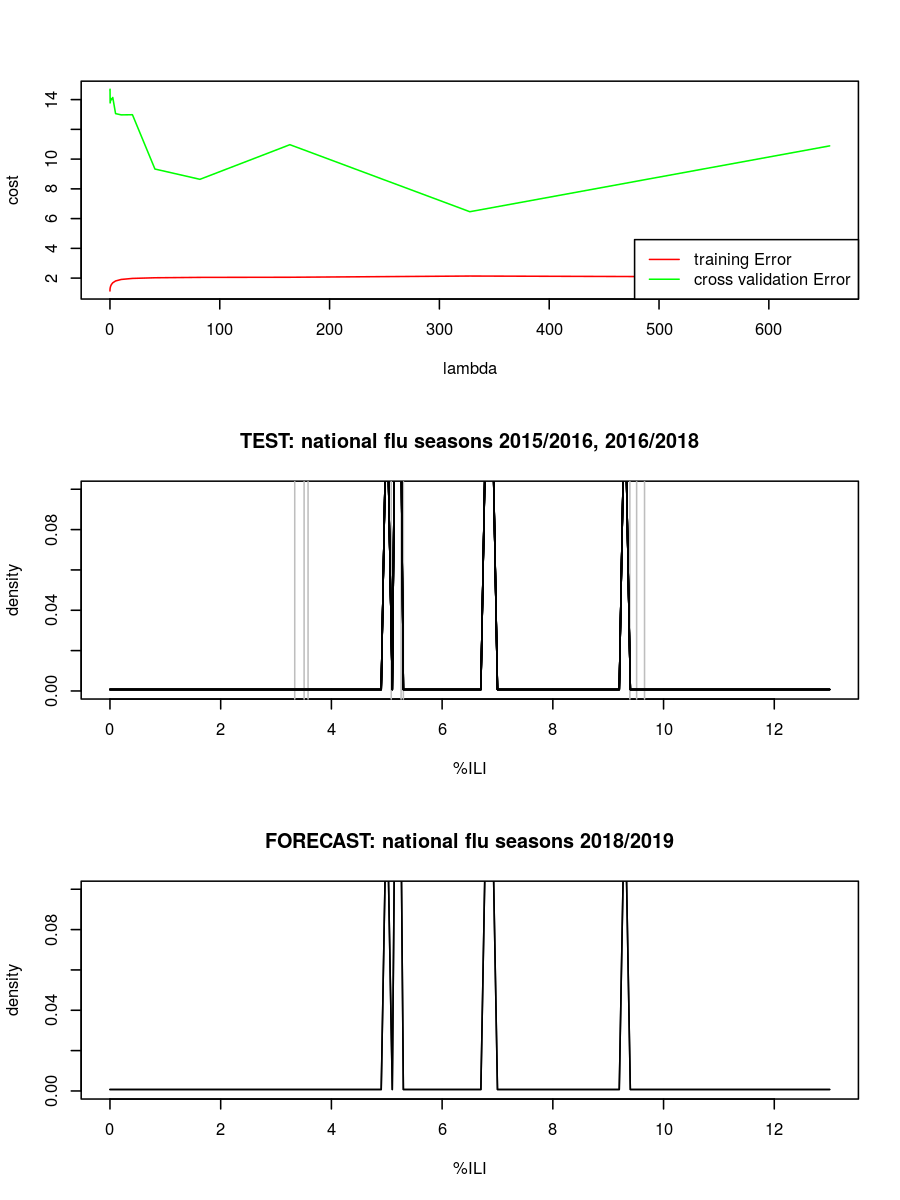 14
10
8
6
4
2
cost
training Error
cross validation Error
0 100 200 300 400 500 600
lambda
TEST: national flu seasons 2015/2016, 2016/2018
0.08
0.04
0.00
density
0 2 4 6 8 10 12
%ILI
FORECAST: national flu seasons 2018/2019
0.08
0.04
0.00
density
0 2 4 6 8 10 12
%ILI